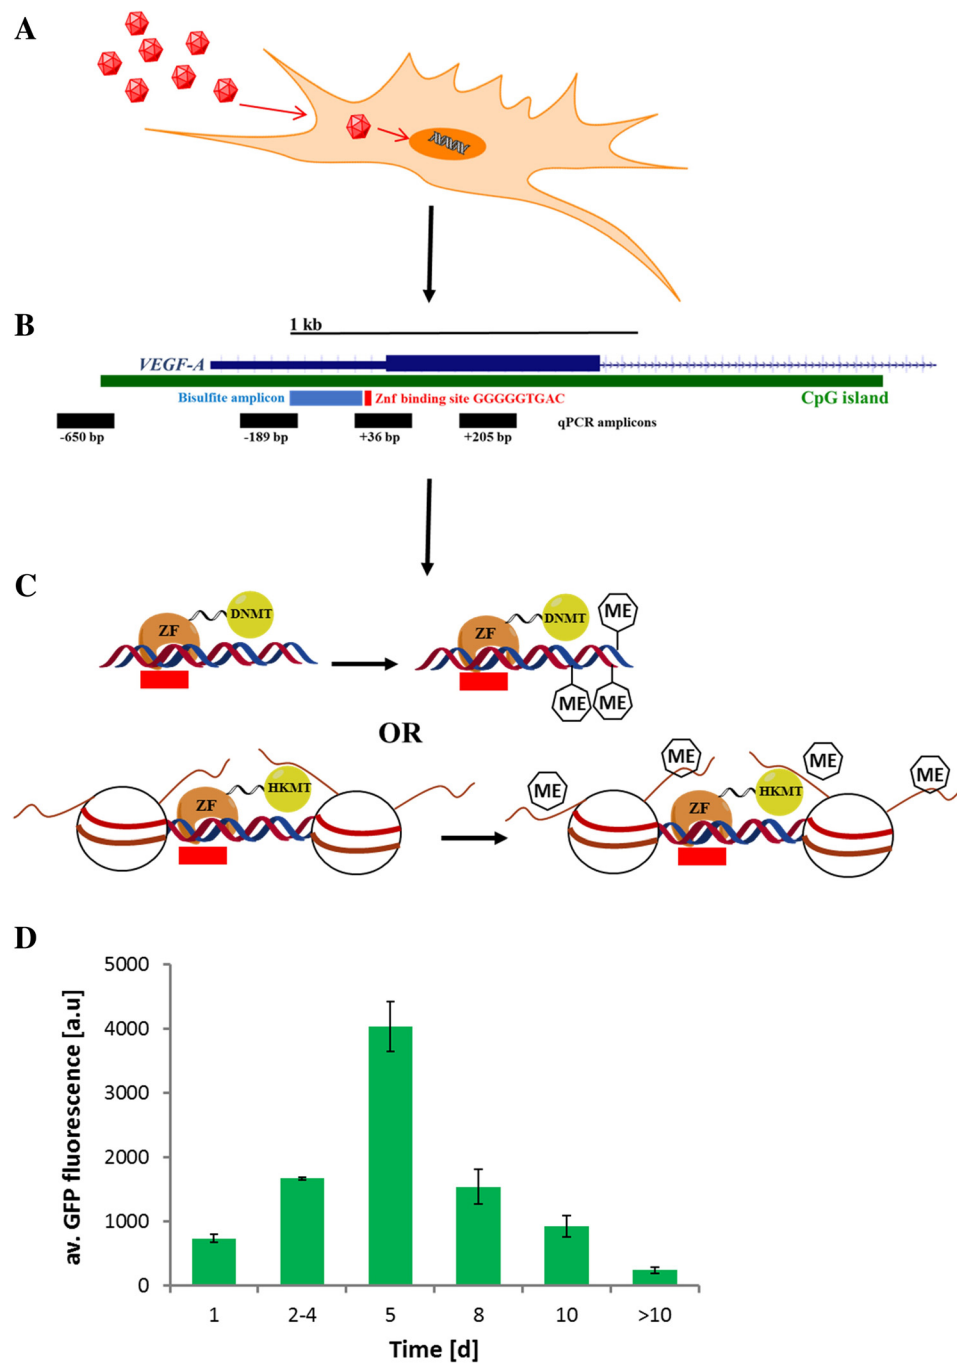 A
B
1 kb
VEGF-A
Bisulfite amplicon
Znf binding site GGGGGTGAC
CpG island
-650 bp
-189 bp
+36 bp
+205 bp
qPCR amplicons
C
ZF
DNMT
ZF
DNMT
ME
ME
ME
OR
ZF
HKMT
ME
ME
ZF
HKMT
ME
ME
D
av. GFP fluorescence [a.u]
5000
4000
3000
2000
1000
0
1
2-4
5
8
10
>10
Time [d]